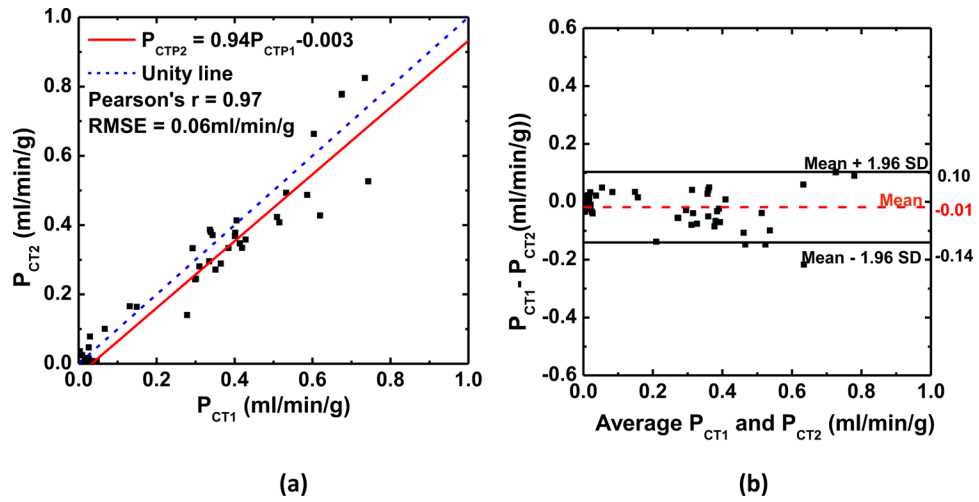 P_CTP2 = 0.94P_CTP1-0.003
Unity line
Pearson's r = 0.97
RMSE = 0.06ml/min/g
1.0
0.8
0.6
0.4
0.2
0.0
P_CT2 (ml/min/g)
0.0 0.2 0.4 0.6 0.8 1.0
P_CT1 (ml/min/g)
(a)
0.6
0.4
0.2
0.0
-0.2
-0.4
-0.6
P_CT1- P_CT2(ml/min/g))
Mean + 1.96 SD
0.10
Mean
-0.01
Mean - 1.96 SD
-0.14
0.0 0.2 0.4 0.6 0.8 1.0
Average P_CT1 and P_CT2 (ml/min/g)
(b)